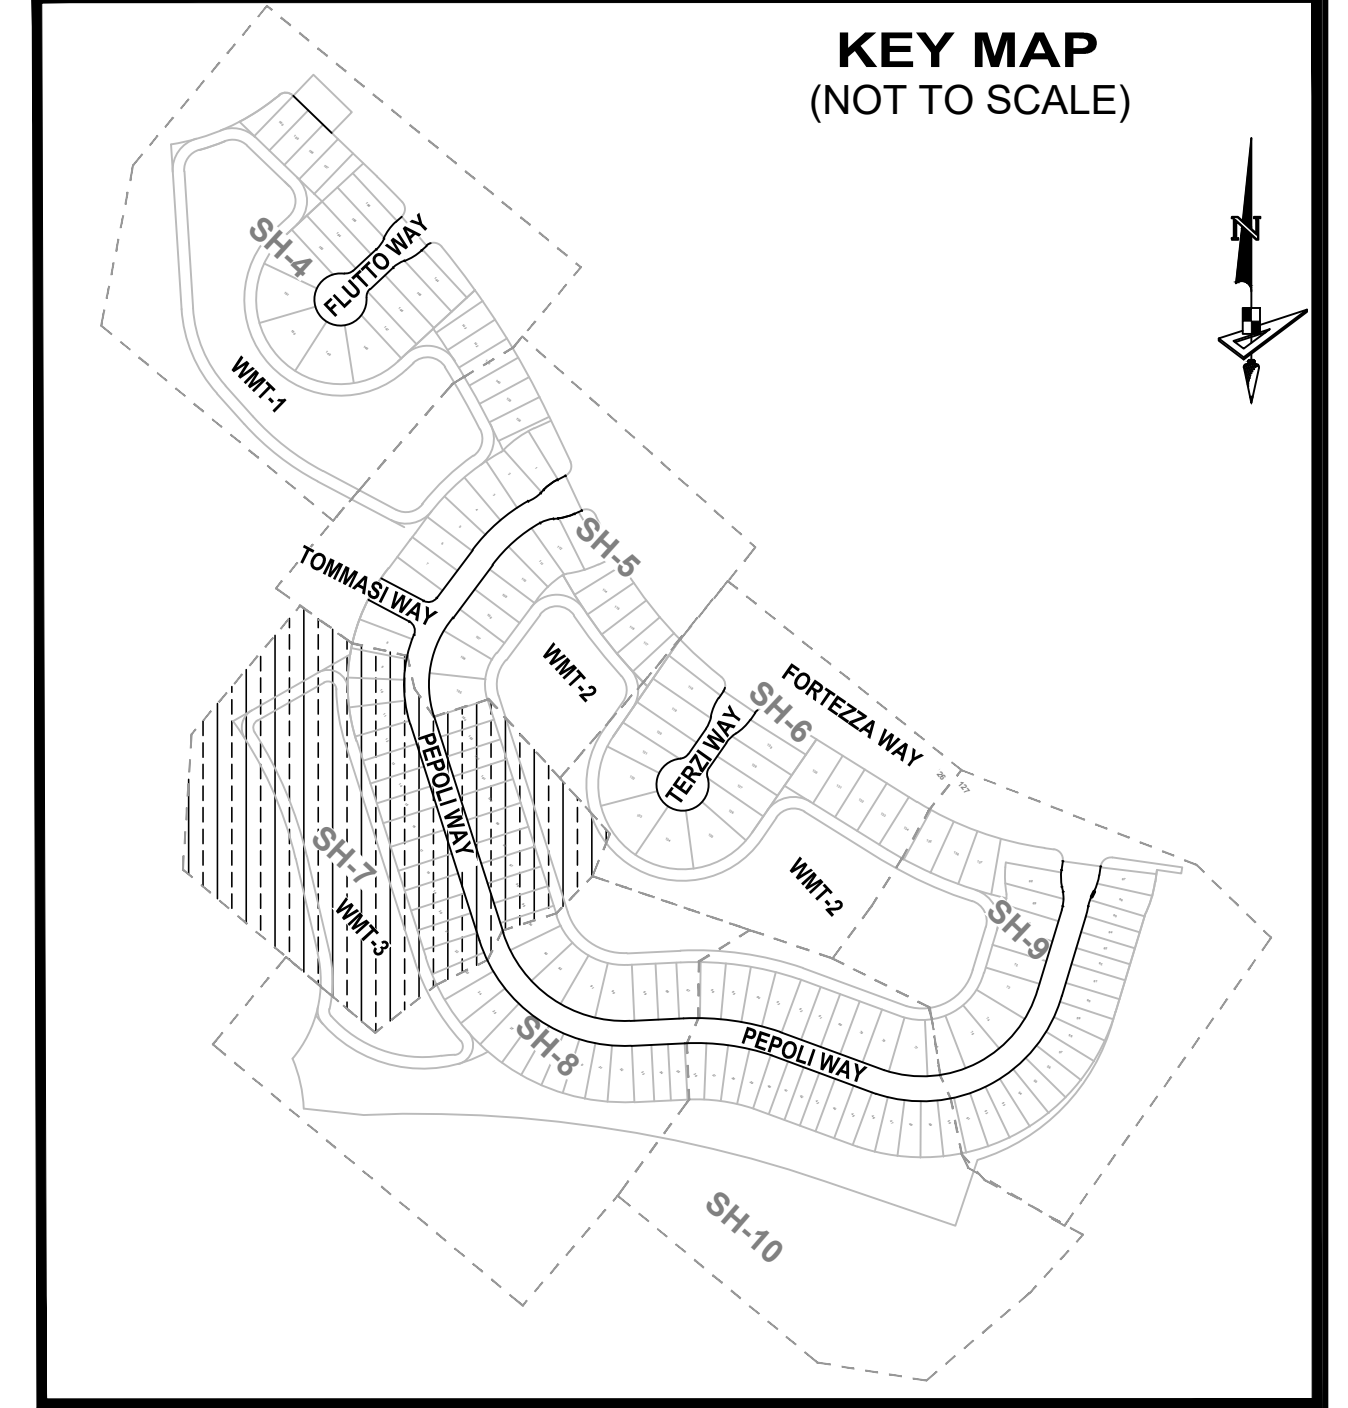 KEY MAP
(NOT TO SCALE)
N
SH-4
FLUTTO WAY
WMT-1
SH-5
TOMMASI WAY
WMT-2
SH-6
FORTEZZA WAY
TERZI WAY
26
127
PEPOLI WAY
SH-7
WMT-3
WMT-2
SH-9
SH-8
PEPOLI WAY
SH-10